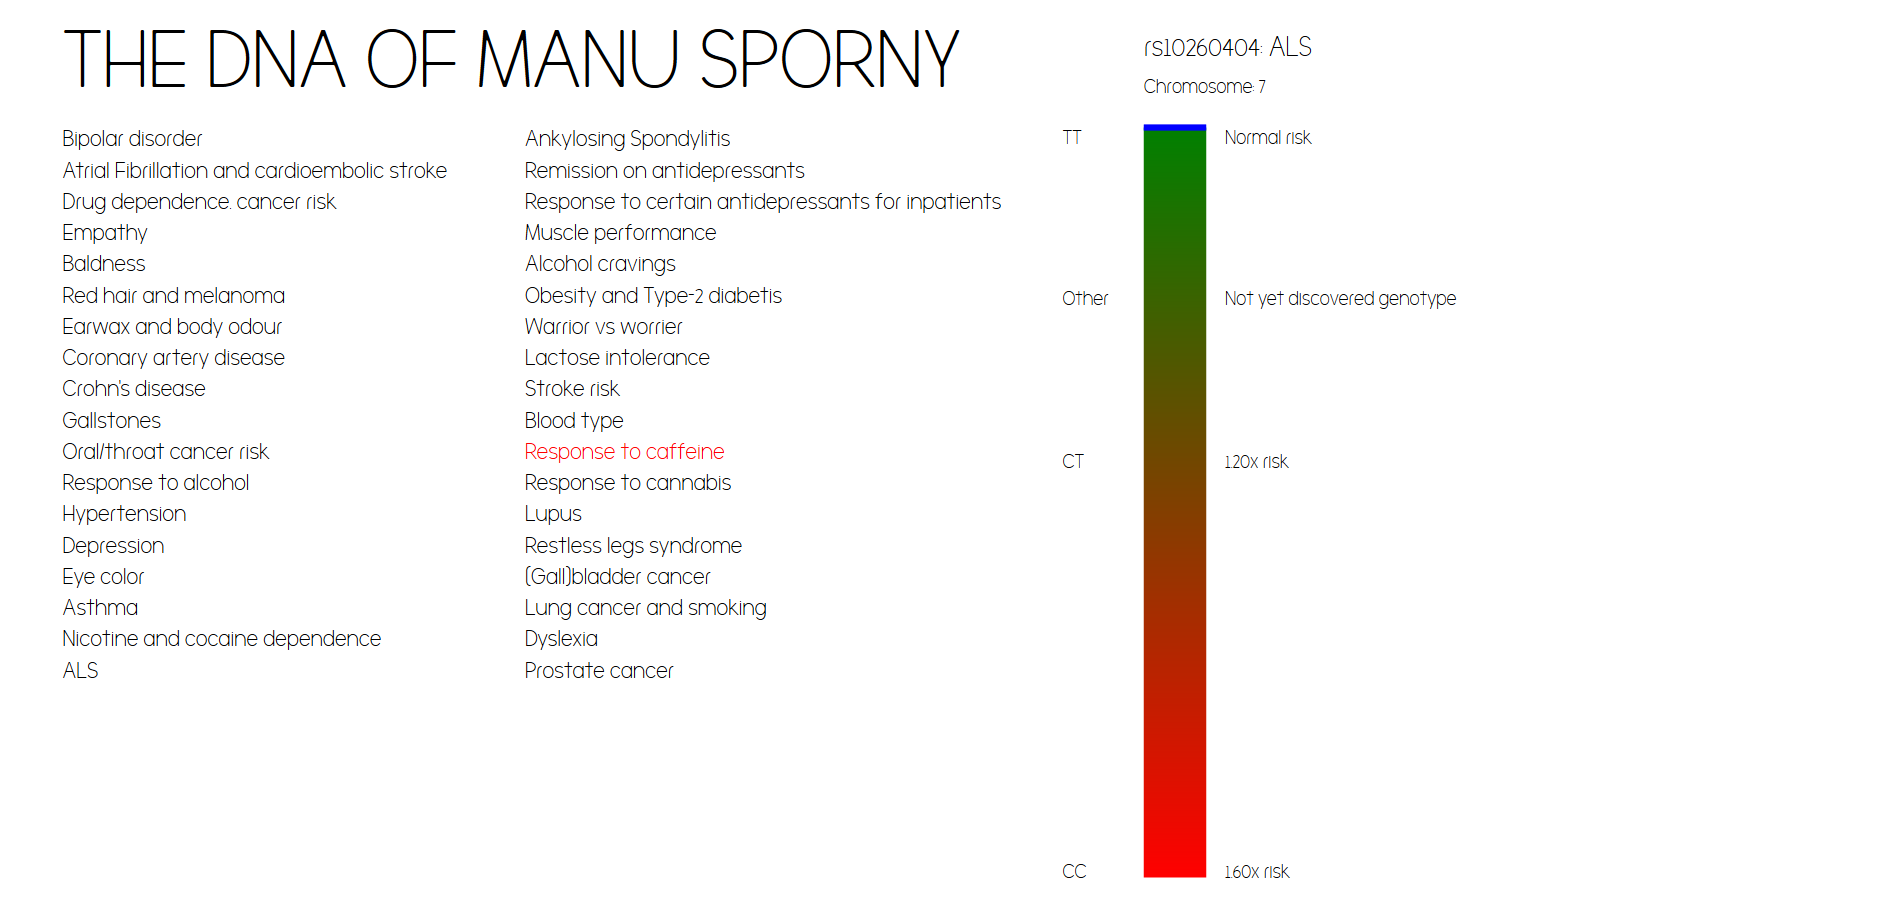 THE DNA OF MANU SPORNY
Bipolar disorder
Atrial Fibrillation and cardioembolic stroke
Drug dependence. cancer risk
Empathy
Baldness
Red hair and melanoma
Earwax and body odour
Coronary artery disease
Crohn's disease
Gallstones
Oral/throat cancer risk
Response to alcohol
Hypertension
Depression
Eye color
Asthma
Nicotine and cocaine dependence
ALS
Ankylosing Spondylitis
Remission on antidepressants
Response to certain antidepressants for inpatients
Muscle performance
Alcohol cravings
Obesity and Type-2 diabetis
Warrior vs worrier
Lactose intolerance
Stroke risk
Blood type
Response to caffeine
Response to cannabis
Lupus
Restless legs syndrome
(Gall)bladder cancer
Lung cancer and smoking
Dyslexia
Prostate cancer
rs10260404: ALS
Chromosome: 7
TT Normal risk
Other Not yet discovered genotype
CT 1.20x risk
CC 1.60x risk